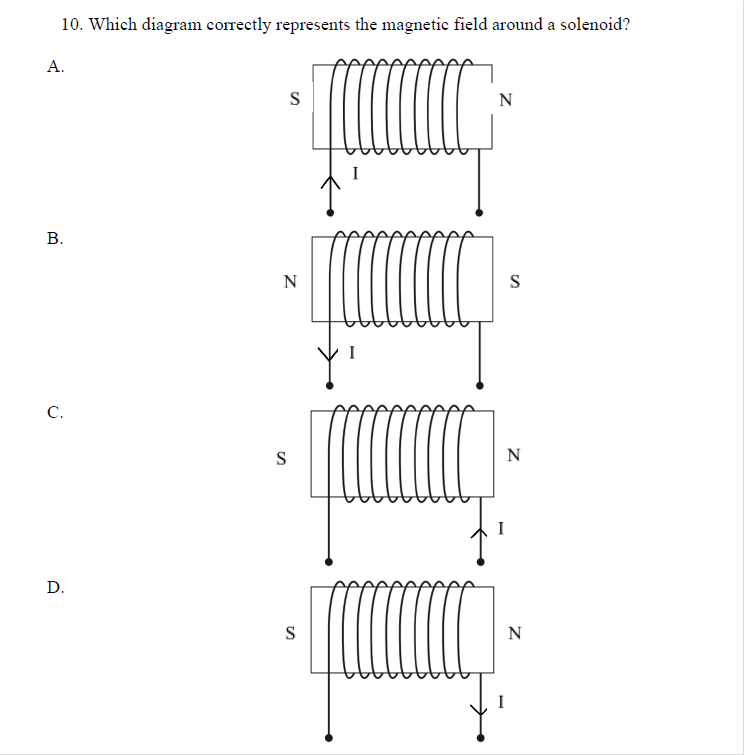 10. Which diagram correctly represents the magnetic field around a solenoid?
A.
S N
I
B.
N S
I
C.
S N
I
D.
S N
I